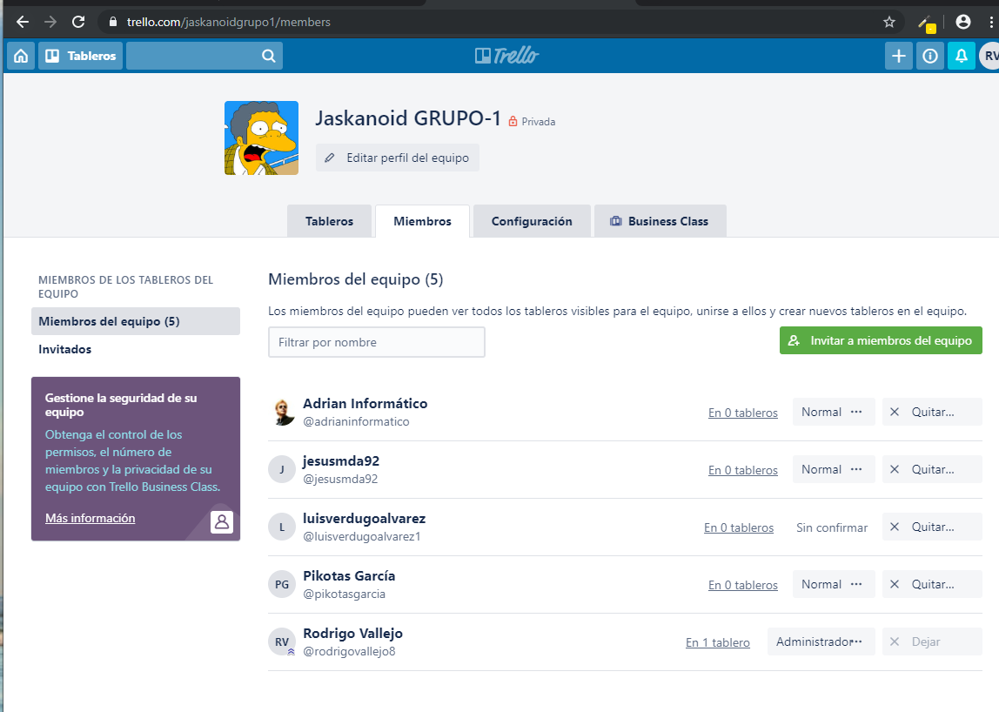 trello.com/jaskanoidgrupo1/members
Tableros
Trello
RV
Jaskanoid GRUPO-1 Privada
Editar perfil del equipo
Tableros
Miembros
Configuración
Business Class
MIEMBROS DE LOS TABLEROS DEL
EQUIPO
Miembros del equipo (5)
Invitados
Gestione la seguridad de su
equipo
Obtenga el control de los
permisos, el número de
miembros y la privacidad de su
equipo con Trello Business Class.
Más información
Miembros del equipo (5)
Los miembros del equipo pueden ver todos los tableros visibles para el equipo, unirse a ellos y crear nuevos tableros en el equipo.
Filtrar por nombre
Invitar a miembros del equipo
Adrian Informático
@adrianinformatico
En 0 tableros
Normal ···
Quitar...
J
jesusmda92
@jesusmda92
En 0 tableros
Normal ···
Quitar...
L
luisverdugoalvarez
@luisverdugoalvarez1
En 0 tableros
Sin confirmar
Quitar...
PG
Pikotas García
@pikotasgarcia
En 0 tableros
Normal ···
Quitar...
RV
Rodrigo Vallejo
@rodrigovallejo8
En 1 tablero
Administrador···
Dejar